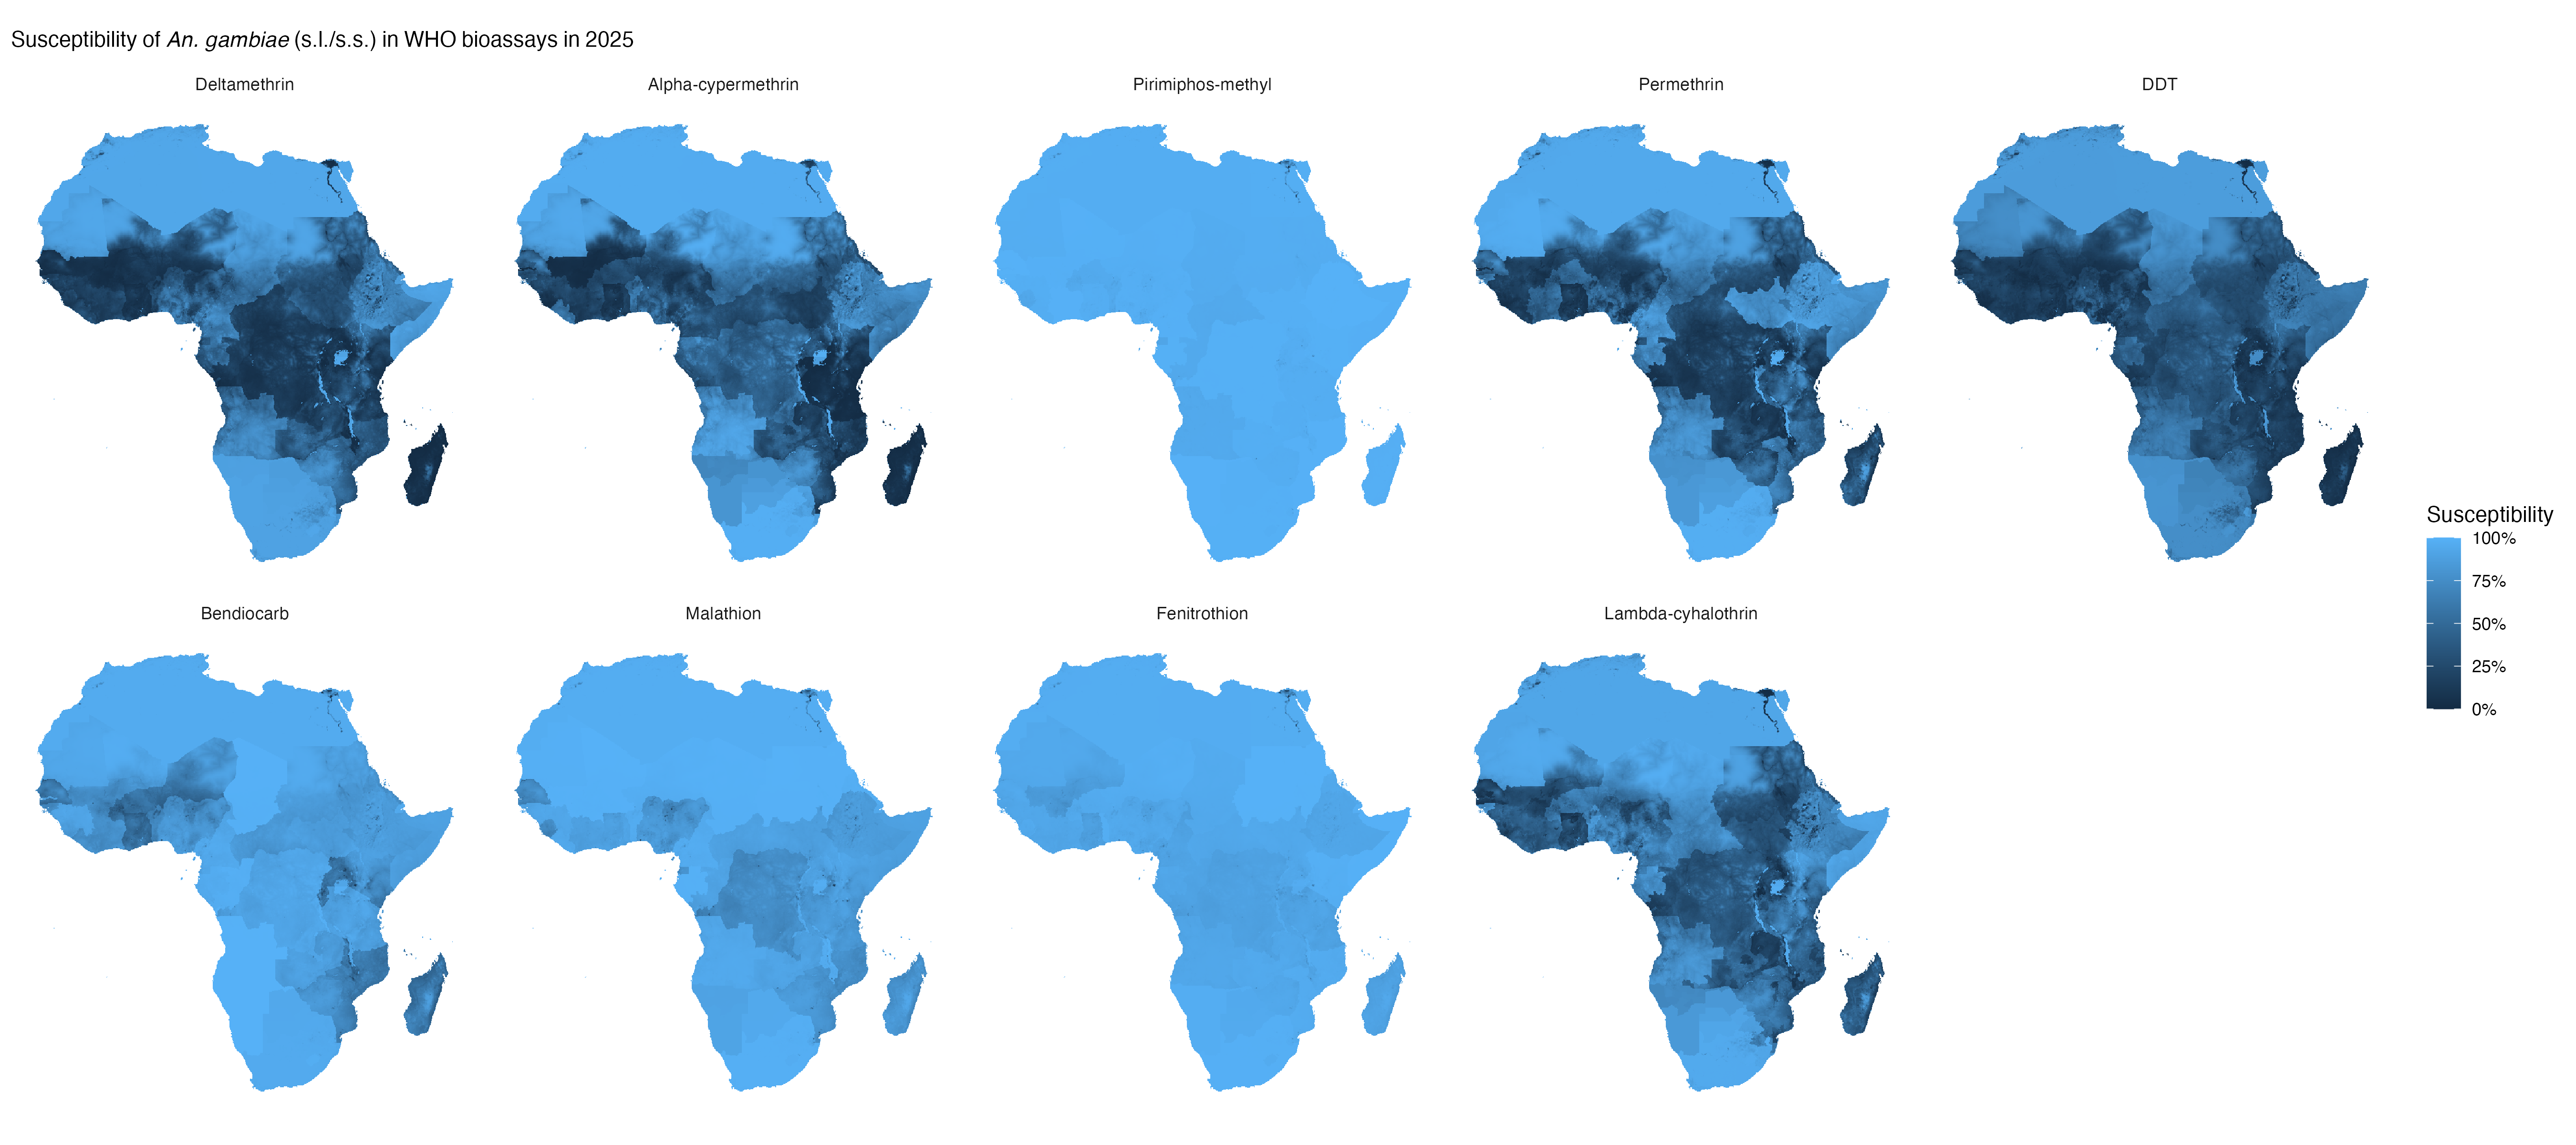 Susceptibility of An. gambiae (s.l./s.s.) in WHO bioassays in 2025
Deltamethrin
Alpha-cypermethrin
Pirimiphos-methyl
Permethrin
DDT
Bendiocarb
Malathion
Fenitrothion
Lambda-cyhalothrin
Susceptibility
100%
75%
50%
25%
0%